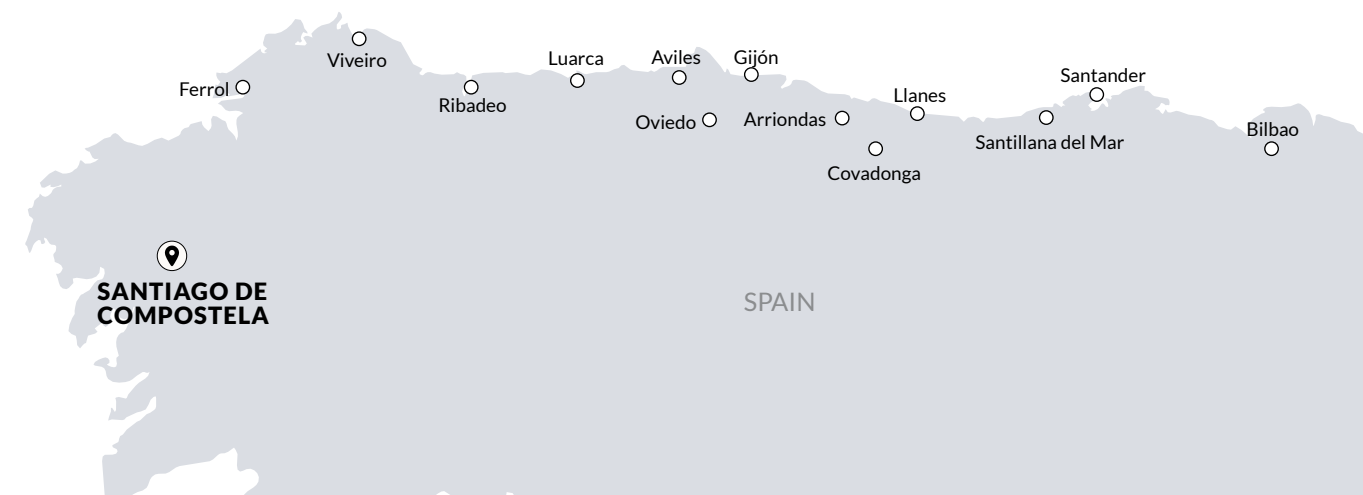 Viveiro
Ferrol
Ribadeo
Luarca
Aviles
Gijón
Oviedo
Arriondas
Llanes
Covadonga
Santander
Santillana del Mar
Bilbao
SANTIAGO DE
COMPOSTELA
SPAIN